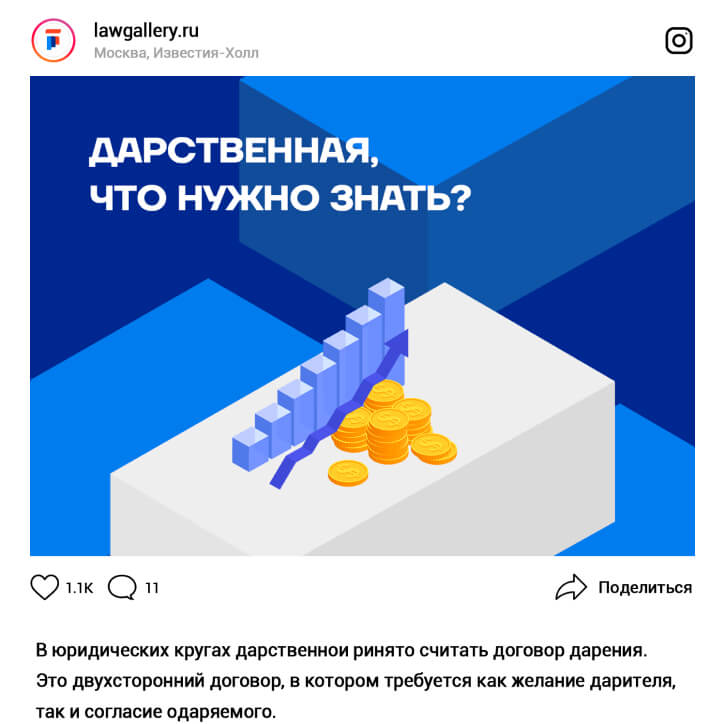 lawgallery.ru
Москва, Известия-Холл
ДАРСТВЕННАЯ,
ЧТО НУЖНО ЗНАТЬ?
1.1K 11 Поделиться
В юридических кругах дарственнои ринято считать договор дарения.
Это двухсторонний договор, в котором требуется как желание дарителя,
так и согласие одаряемого.